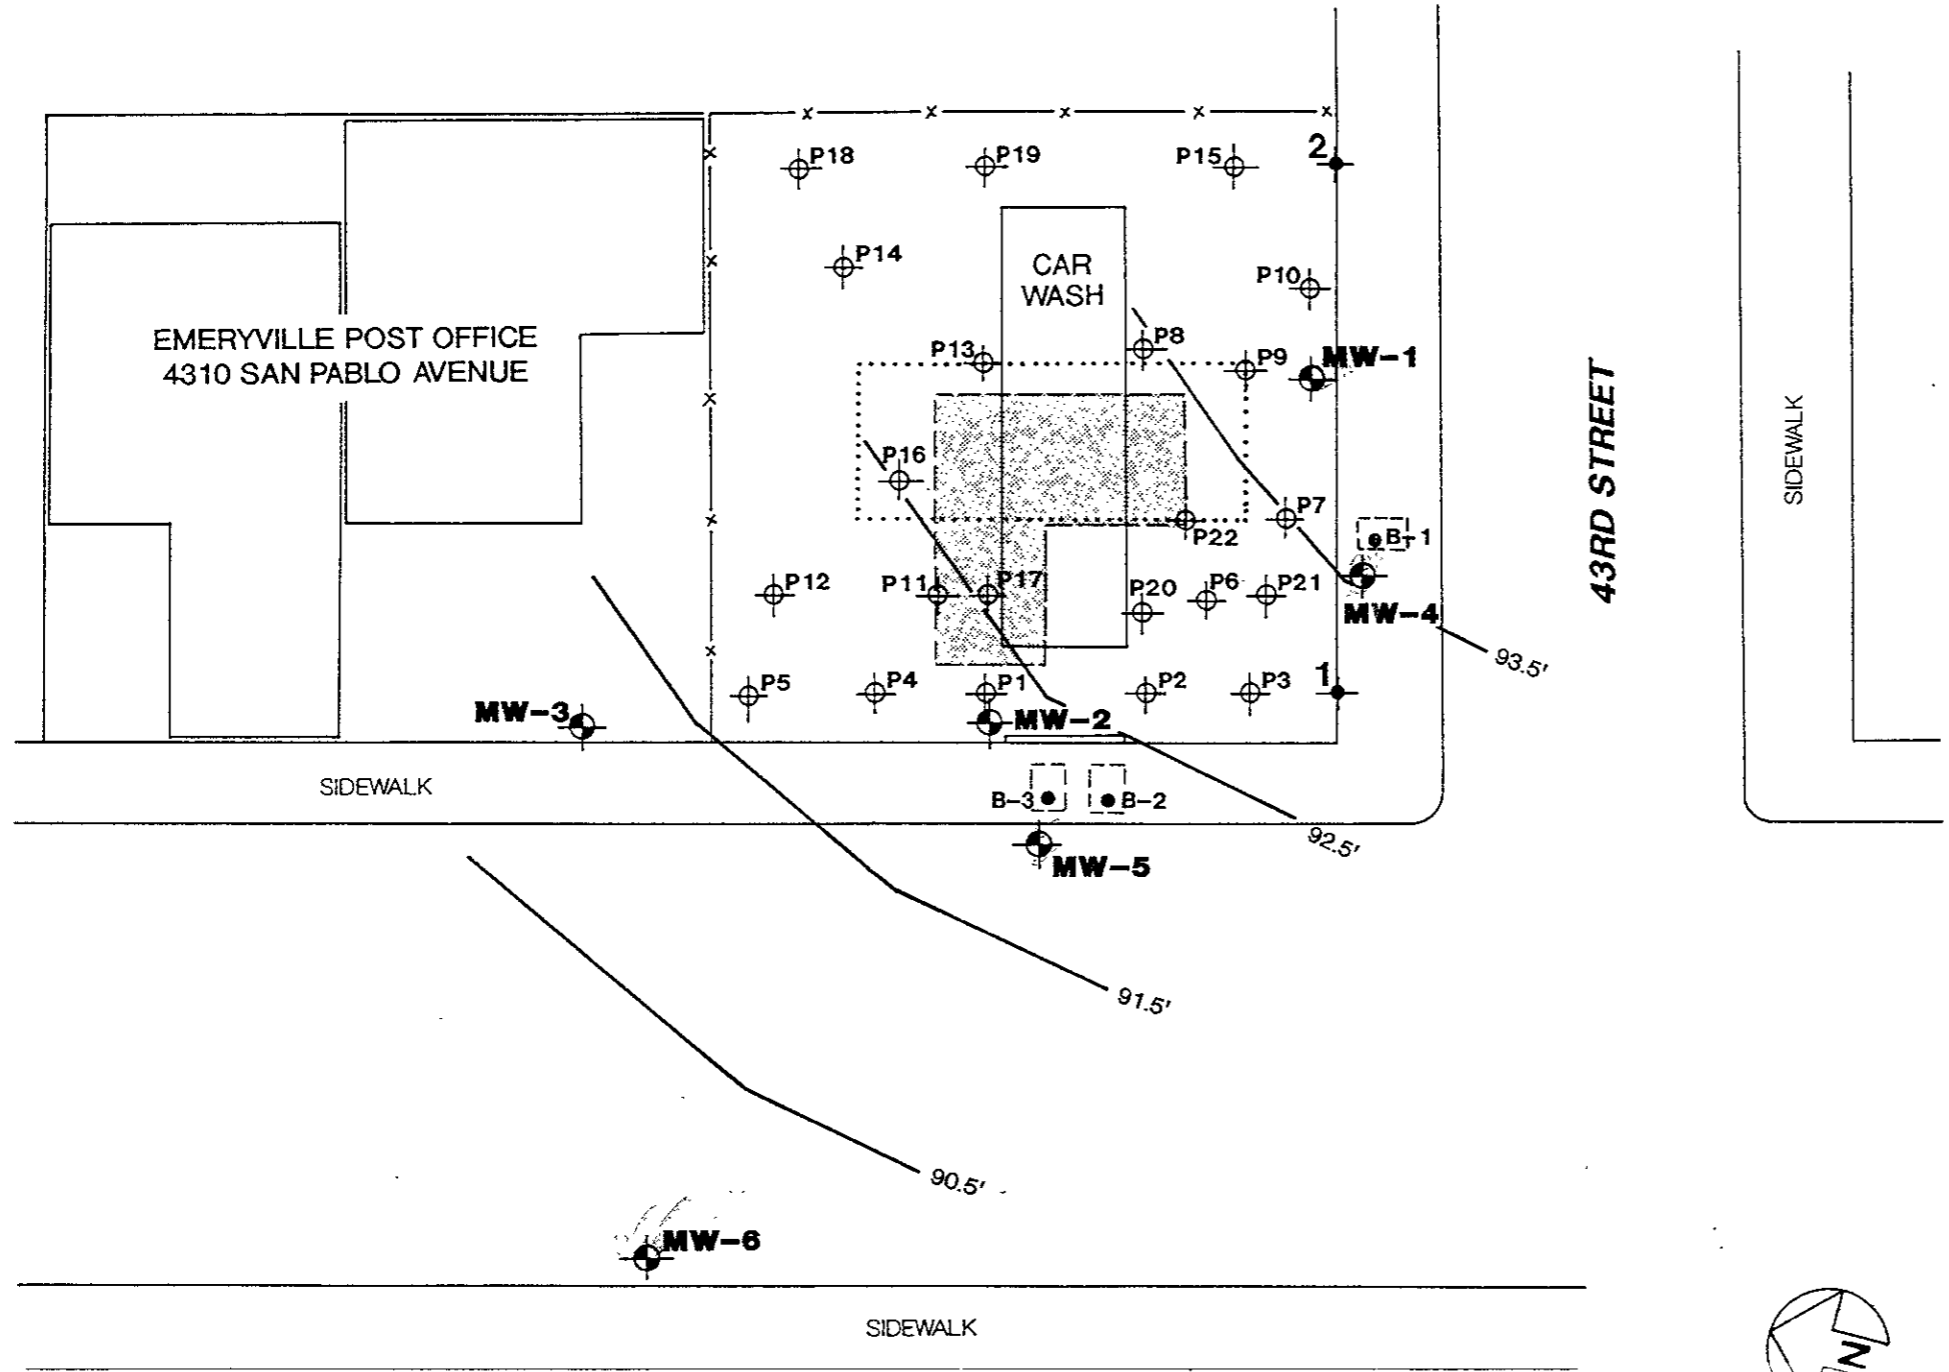 2
P18
P19
P15
P14
CAR
WASH
P10
EMERYVILLE POST OFFICE
4310 SAN PABLO AVENUE
P13
P8
P9
MW-1
43RD STREET
SIDEWALK
P16
P7
P22
B-1
P12
P11
P17
P20
P6
P21
MW-4
93.5'
P5
P4
P1
P2
P3
1
MW-3
MW-2
SIDEWALK
B-3
B-2
92.5'
MW-5
91.5'
90.5'
MW-6
SIDEWALK
N